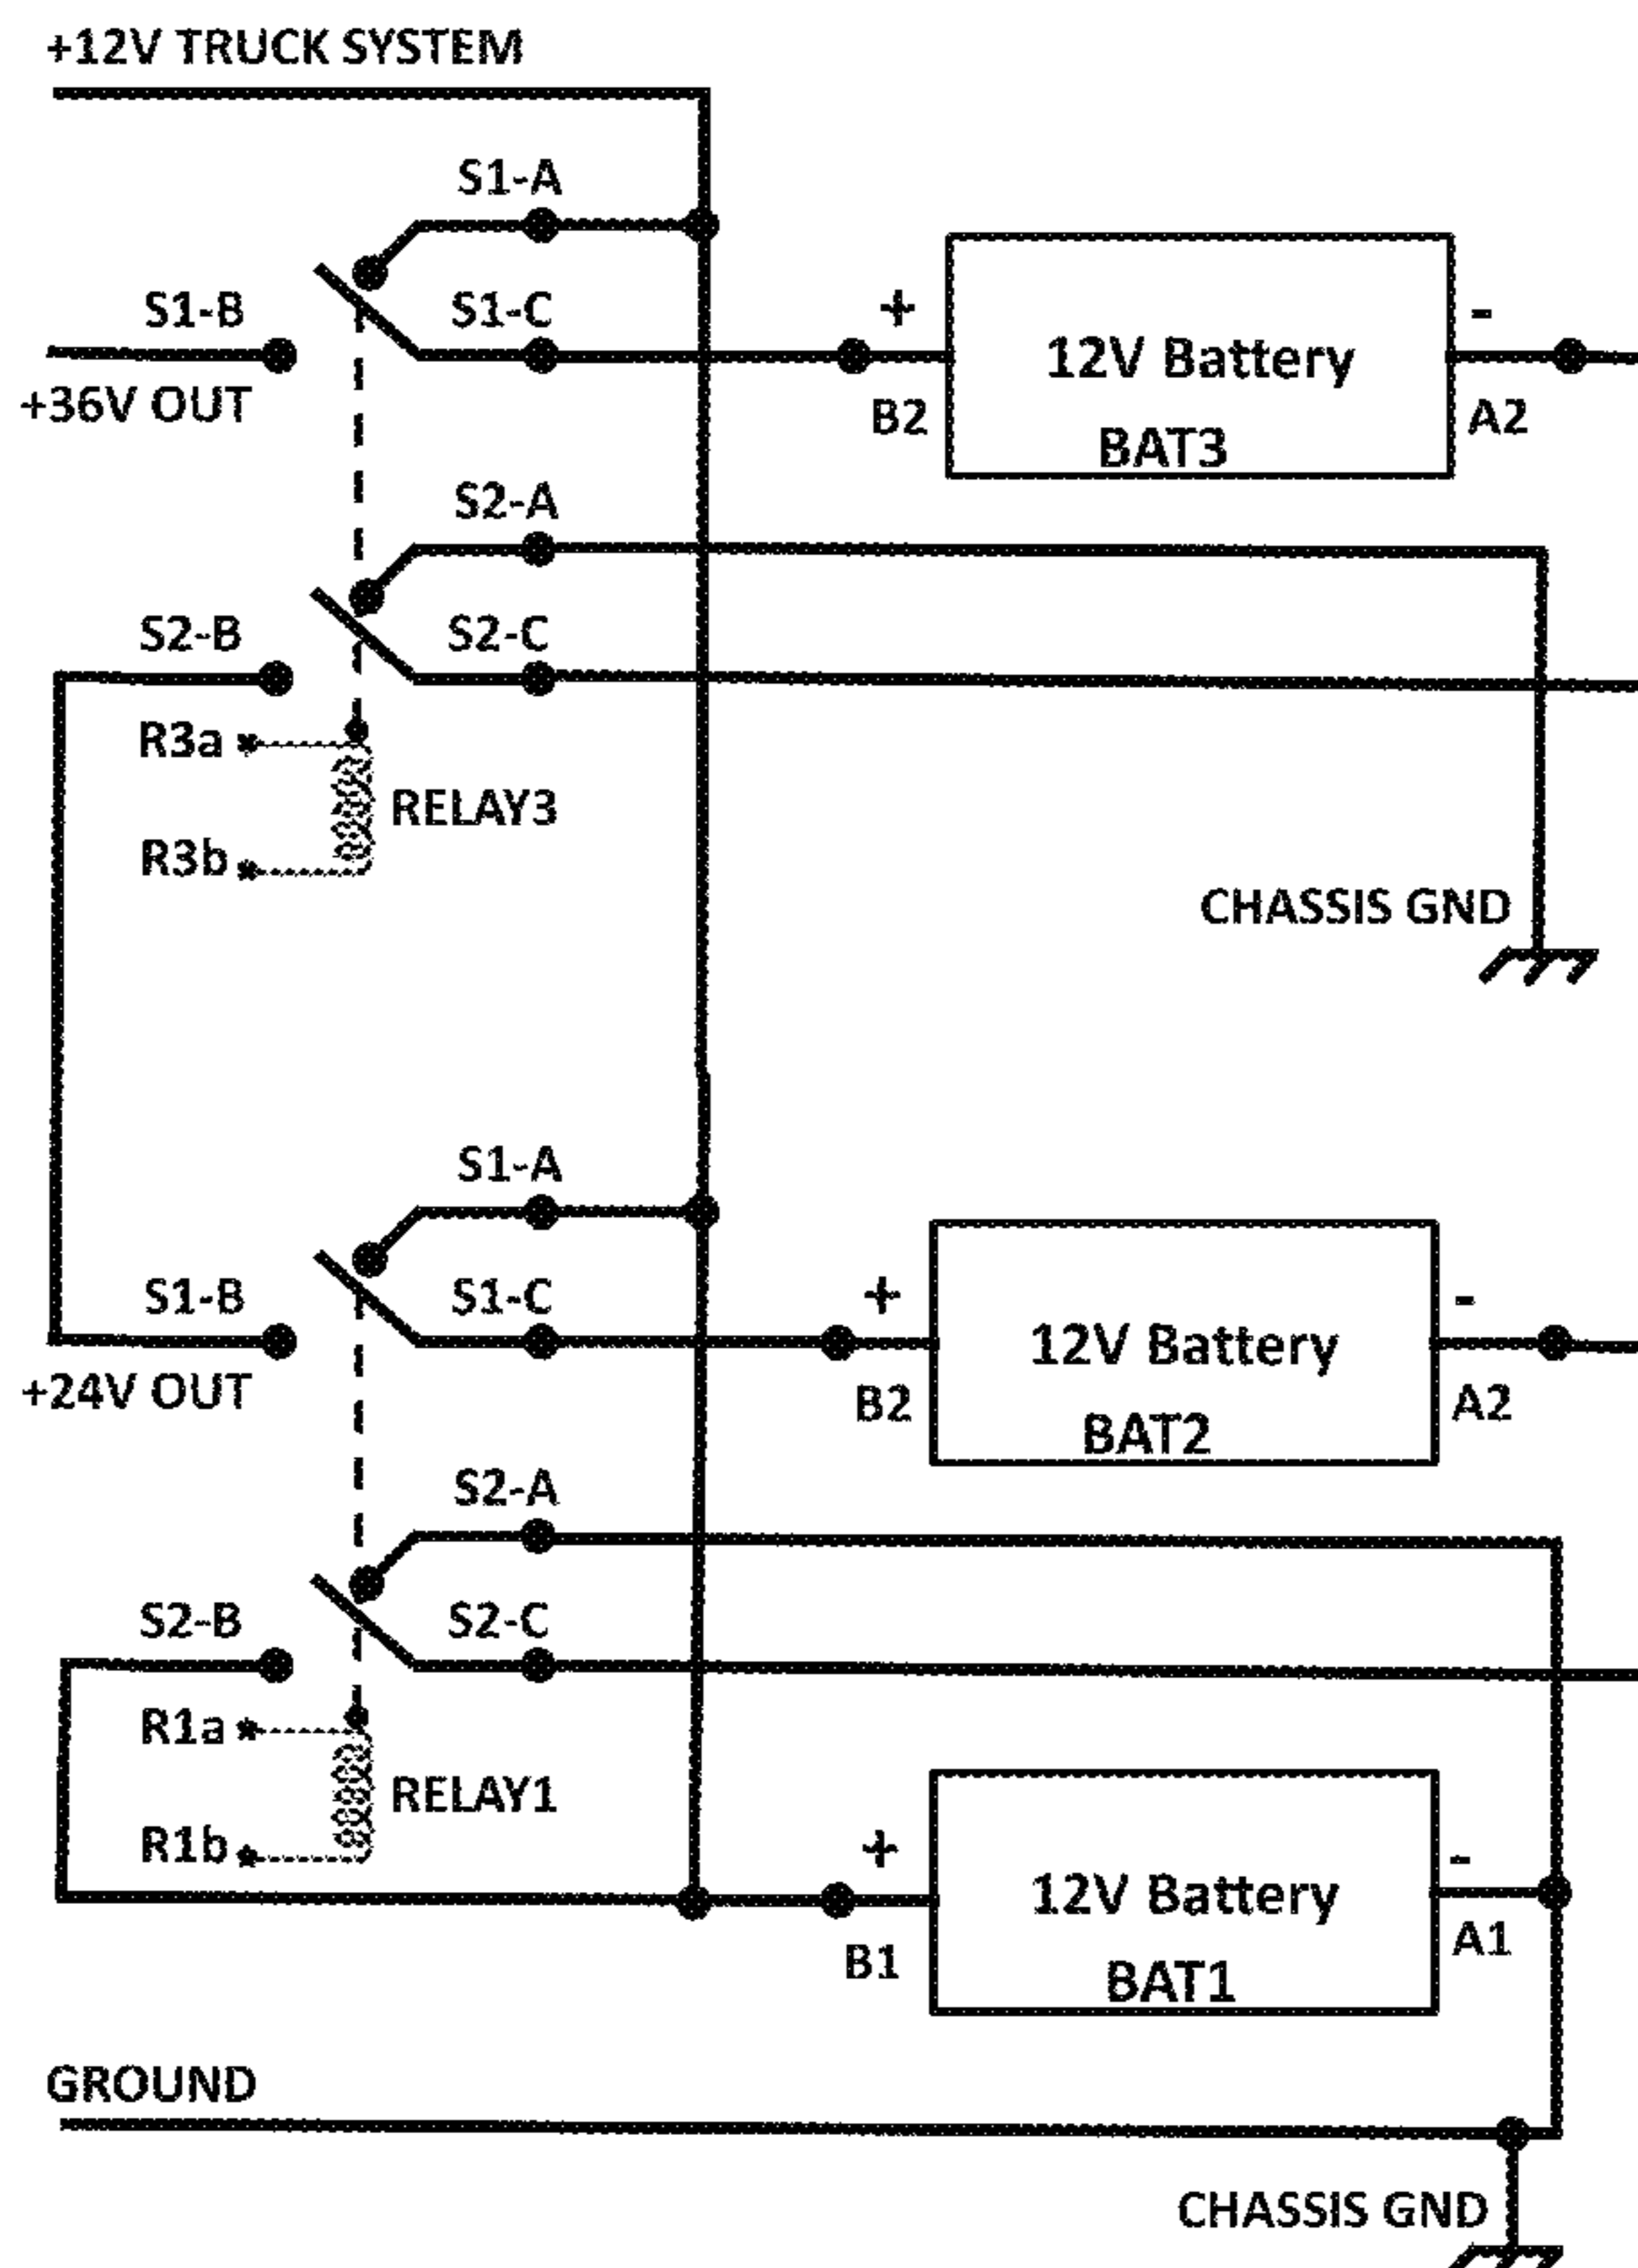 +12V TRUCK SYSTEM
S1-A
S1-B
S1-C
+
-
12V Battery
+36V OUT
B2
A2
BAT3
S2-A
S2-B
S2-C
R3a
RELAY3
R3b
CHASSIS GND
S1-A
S1-B
S1-C
+
-
12V Battery
+24V OUT
B2
A2
BAT2
S2-A
S2-B
S2-C
R1a
RELAY1
R1b
+
-
12V Battery
B1
A1
BAT1
GROUND
CHASSIS GND